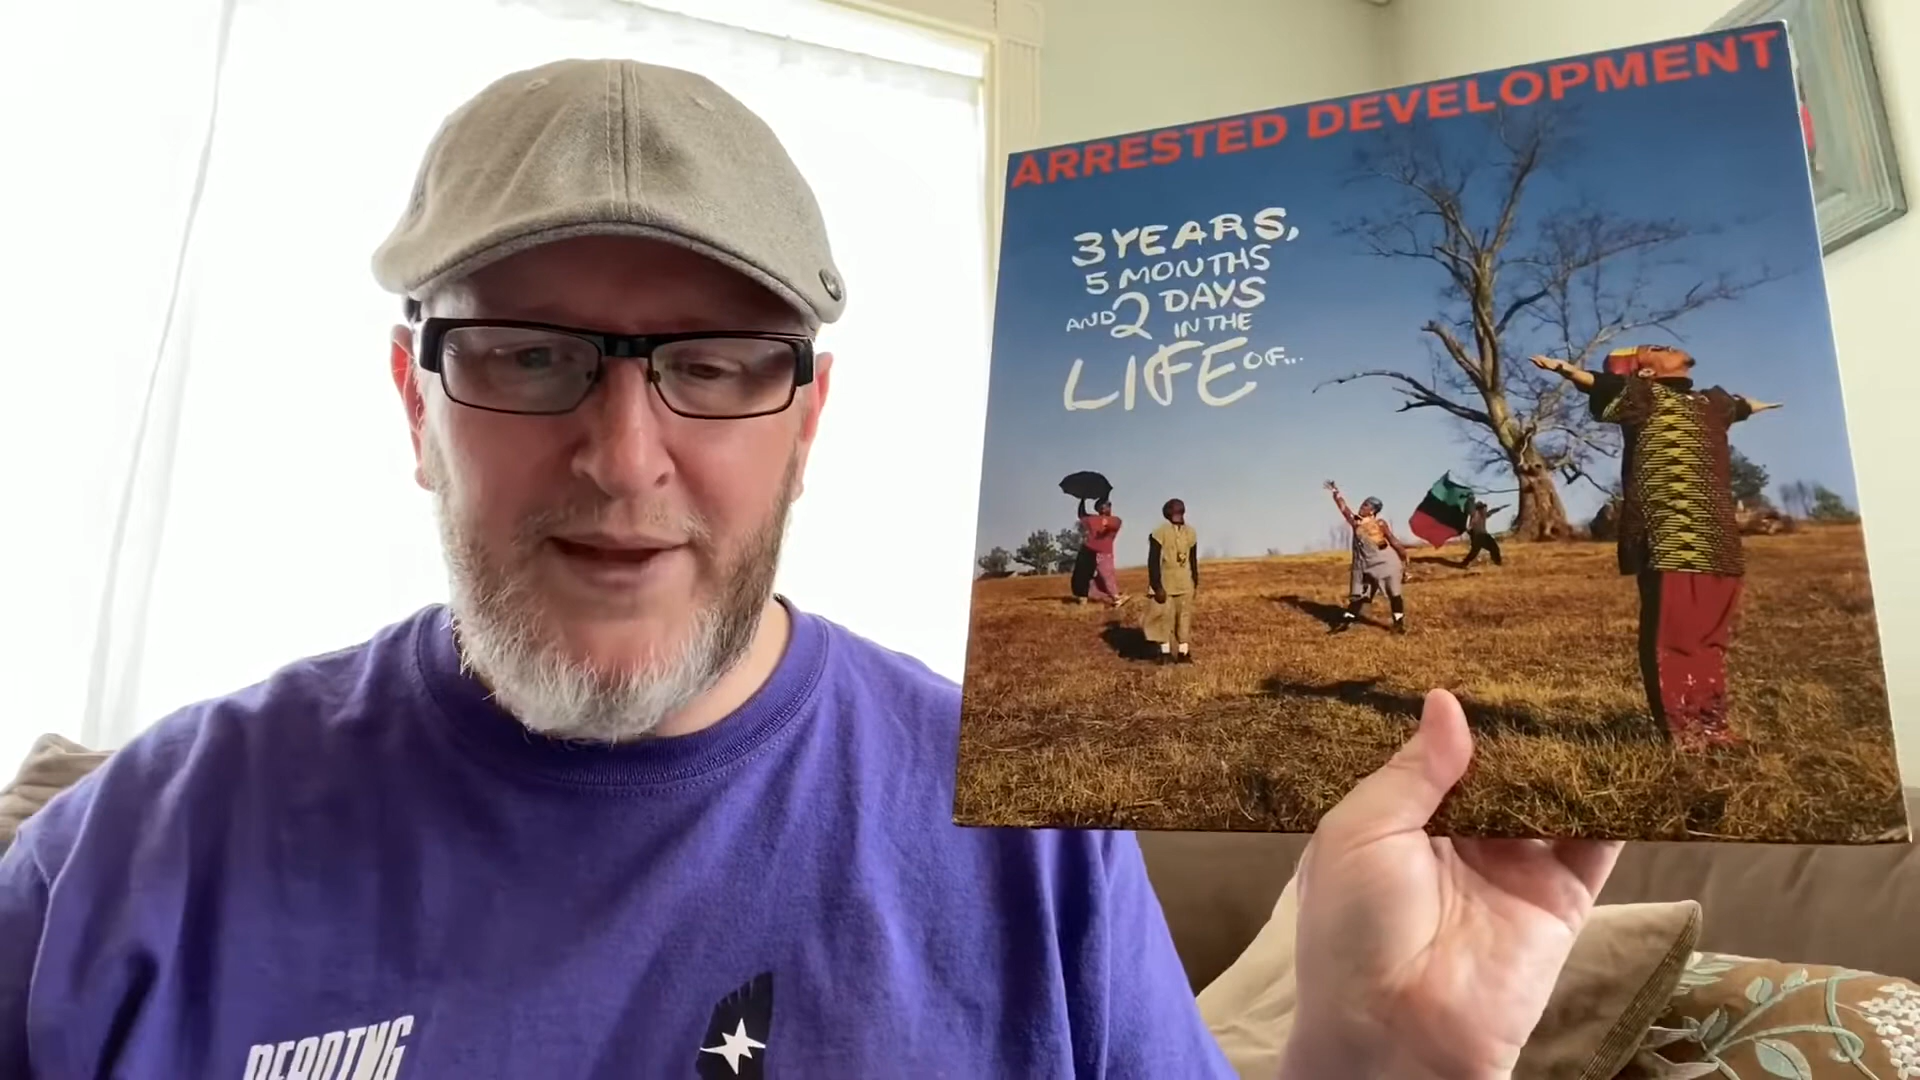 ARRESTED DEVELOPMENT
3 YEARS,
5 MONTHS
AND 2 DAYS
IN THE
LIFE OF...